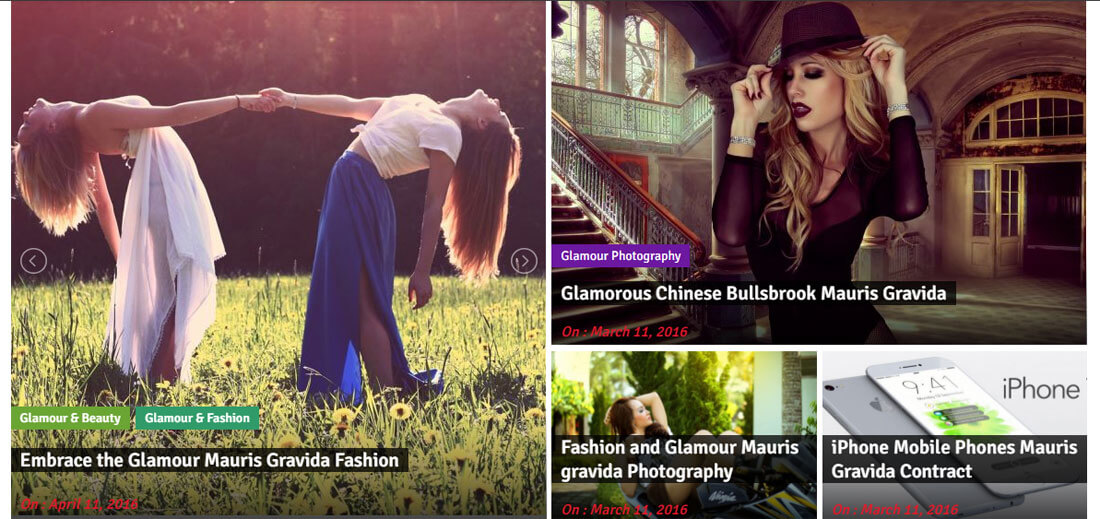 Glamour & Beauty
Glamour & Fashion
Embrace the Glamour Mauris Gravida Fashion
On : April 11, 2016
Glamour Photography
Glamorous Chinese Bullsbrook Mauris Gravida
On : March 11, 2016
Fashion and Glamour Mauris
gravida Photography
Ninja
On : March 11, 2016
9:41
iPhone
iPhone Mobile Phones Mauris
Gravida Contract
On : March 11, 2016